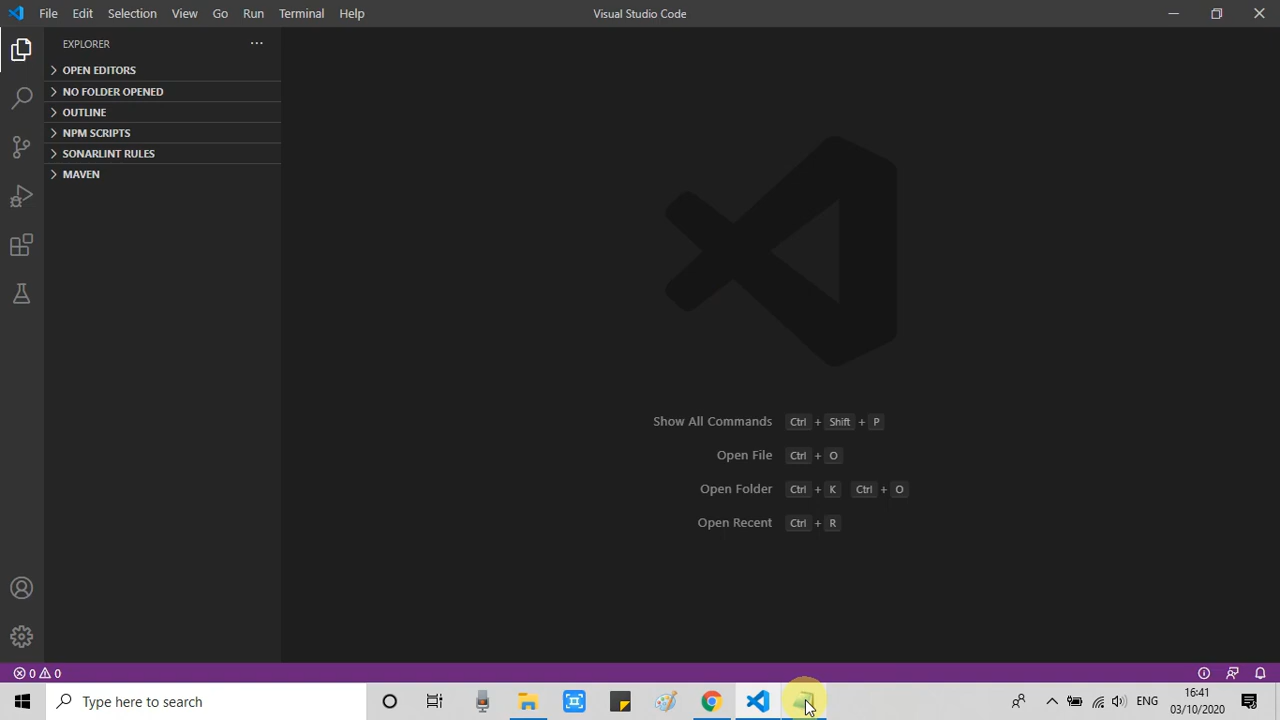 File Edit Selection View Go Run Terminal Help
Visual Studio Code
EXPLORER
OPEN EDITORS
NO FOLDER OPENED
OUTLINE
NPM SCRIPTS
SONARLINT RULES
MAVEN
Show All Commands Ctrl + Shift + P
Open File Ctrl + O
Open Folder Ctrl + K Ctrl + O
Open Recent Ctrl + R
0 0
Type here to search
ENG
16:41
03/10/2020